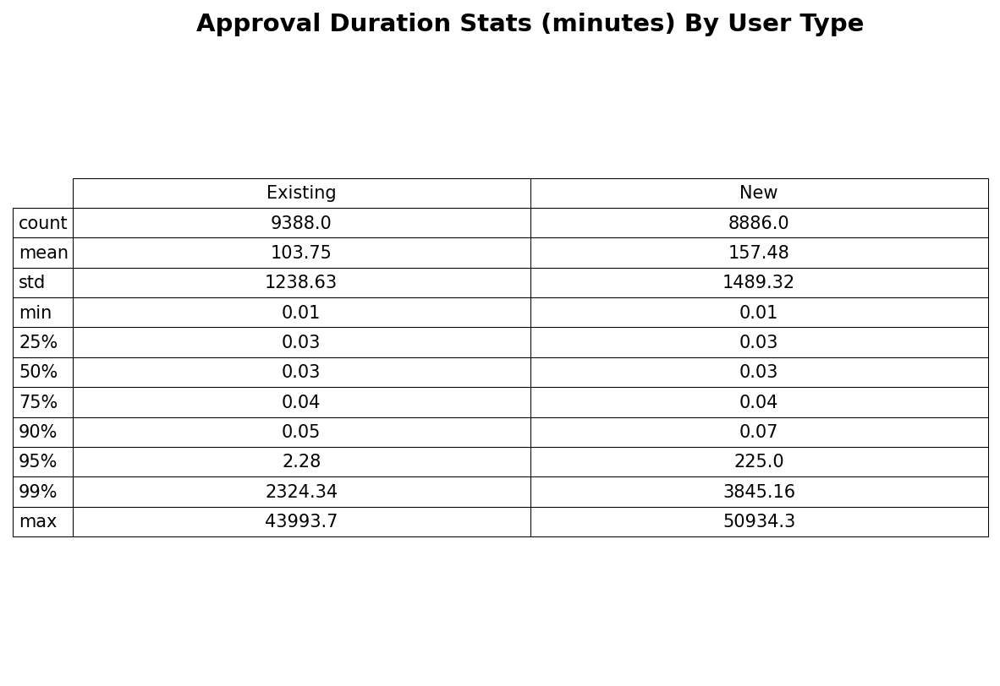 Approval Duration Stats (minutes) By User Type
Existing New
count 9388.0 8886.0
mean 103.75 157.48
std 1238.63 1489.32
min 0.01 0.01
25% 0.03 0.03
50% 0.03 0.03
75% 0.04 0.04
90% 0.05 0.07
95% 2.28 225.0
99% 2324.34 3845.16
max 43993.7 50934.3